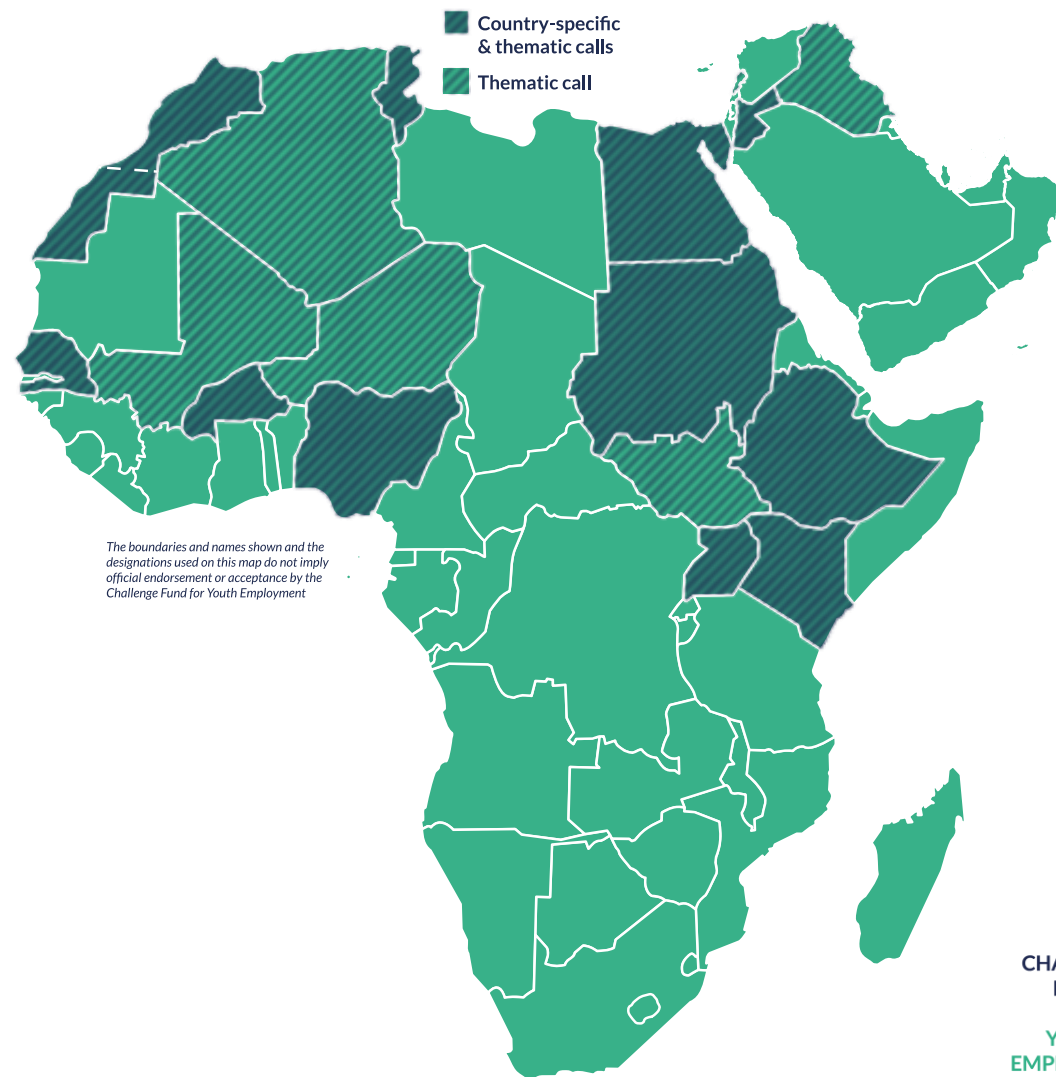 Country-specific
& thematic calls
Thematic call
The boundaries and names shown and the
designations used on this map do not imply
official endorsement or acceptance by the
Challenge Fund for Youth Employment